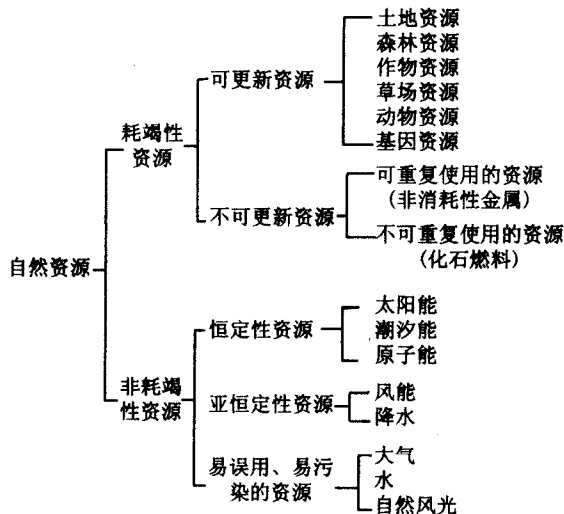 自然资源
耗竭性
资源
可更新资源
土地资源
森林资源
作物资源
草场资源
动物资源
基因资源
不可更新资源
可重复使用的资源
(非消耗性金属)
不可重复使用的资源
(化石燃料)
非耗竭
性资源
恒定性资源
太阳能
潮汐能
原子能
亚恒定性资源
风能
降水
易误用、易污
染的资源
大气
水
自然风光